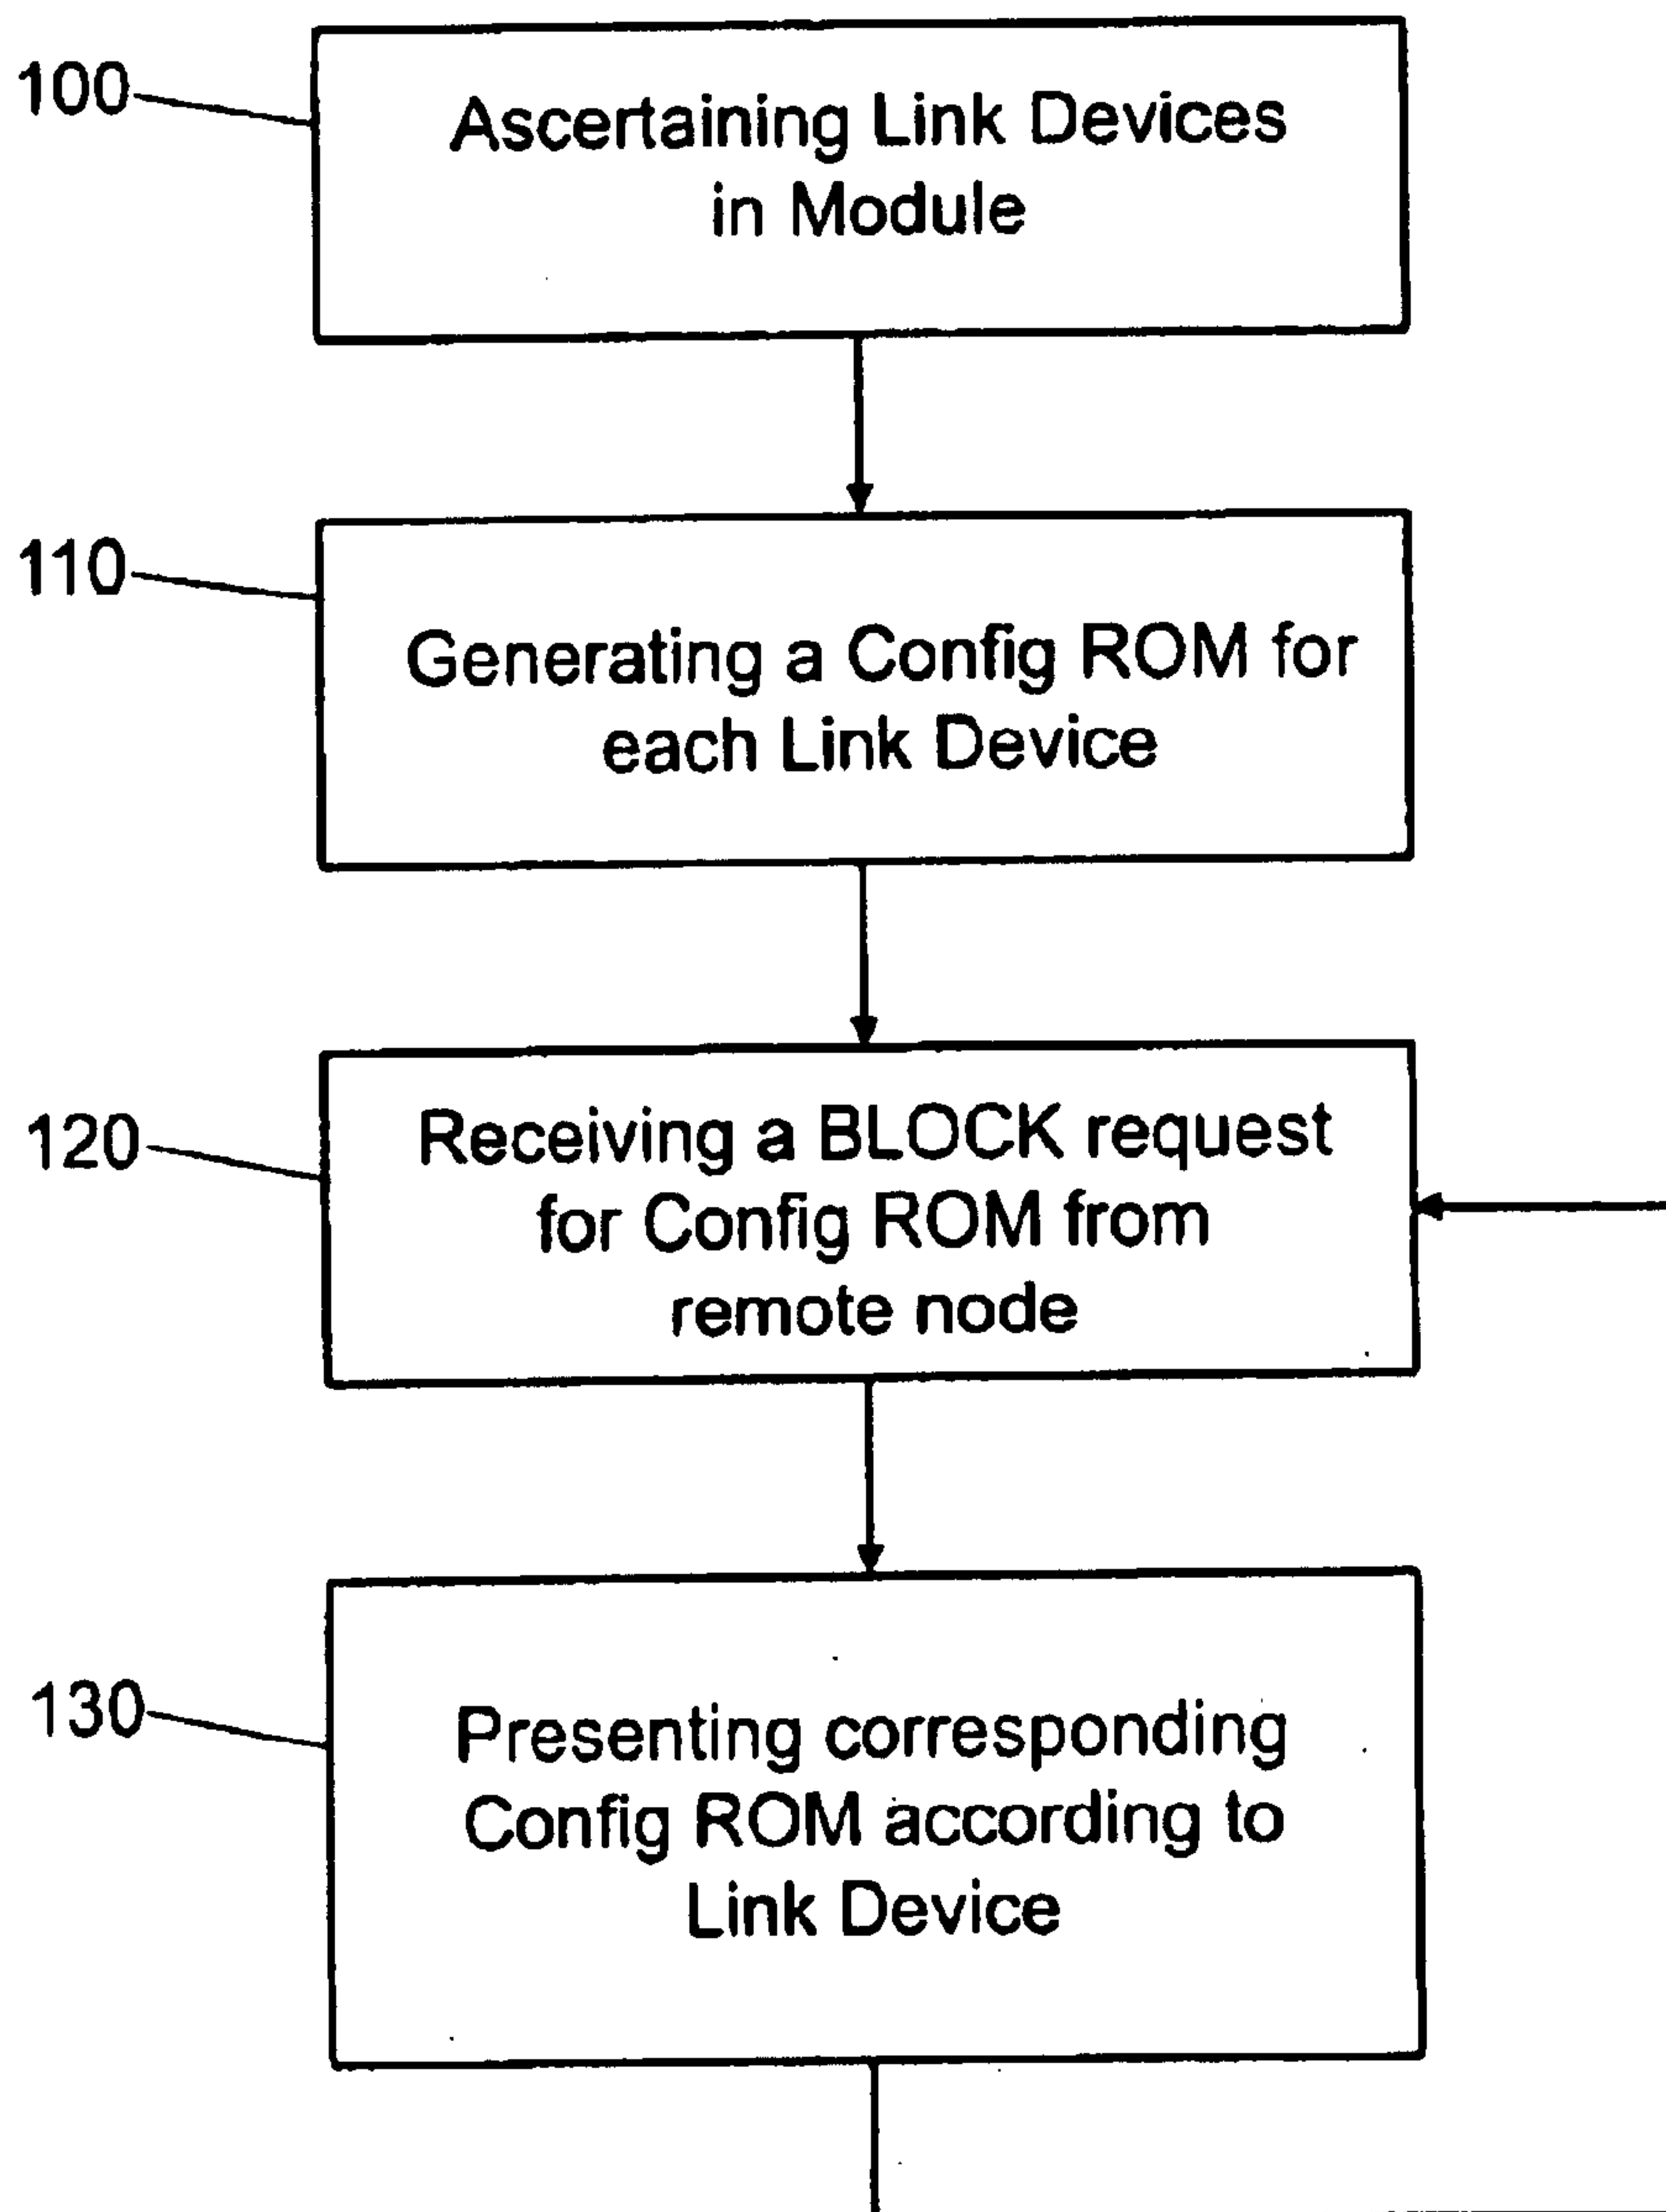 100
Ascertaining Link Devices
in Module
110
Generating a Config ROM for
each Link Device
120
Receiving a BLOCK request
for Config ROM from
remote node
130
Presenting corresponding
Config ROM according to
Link Device